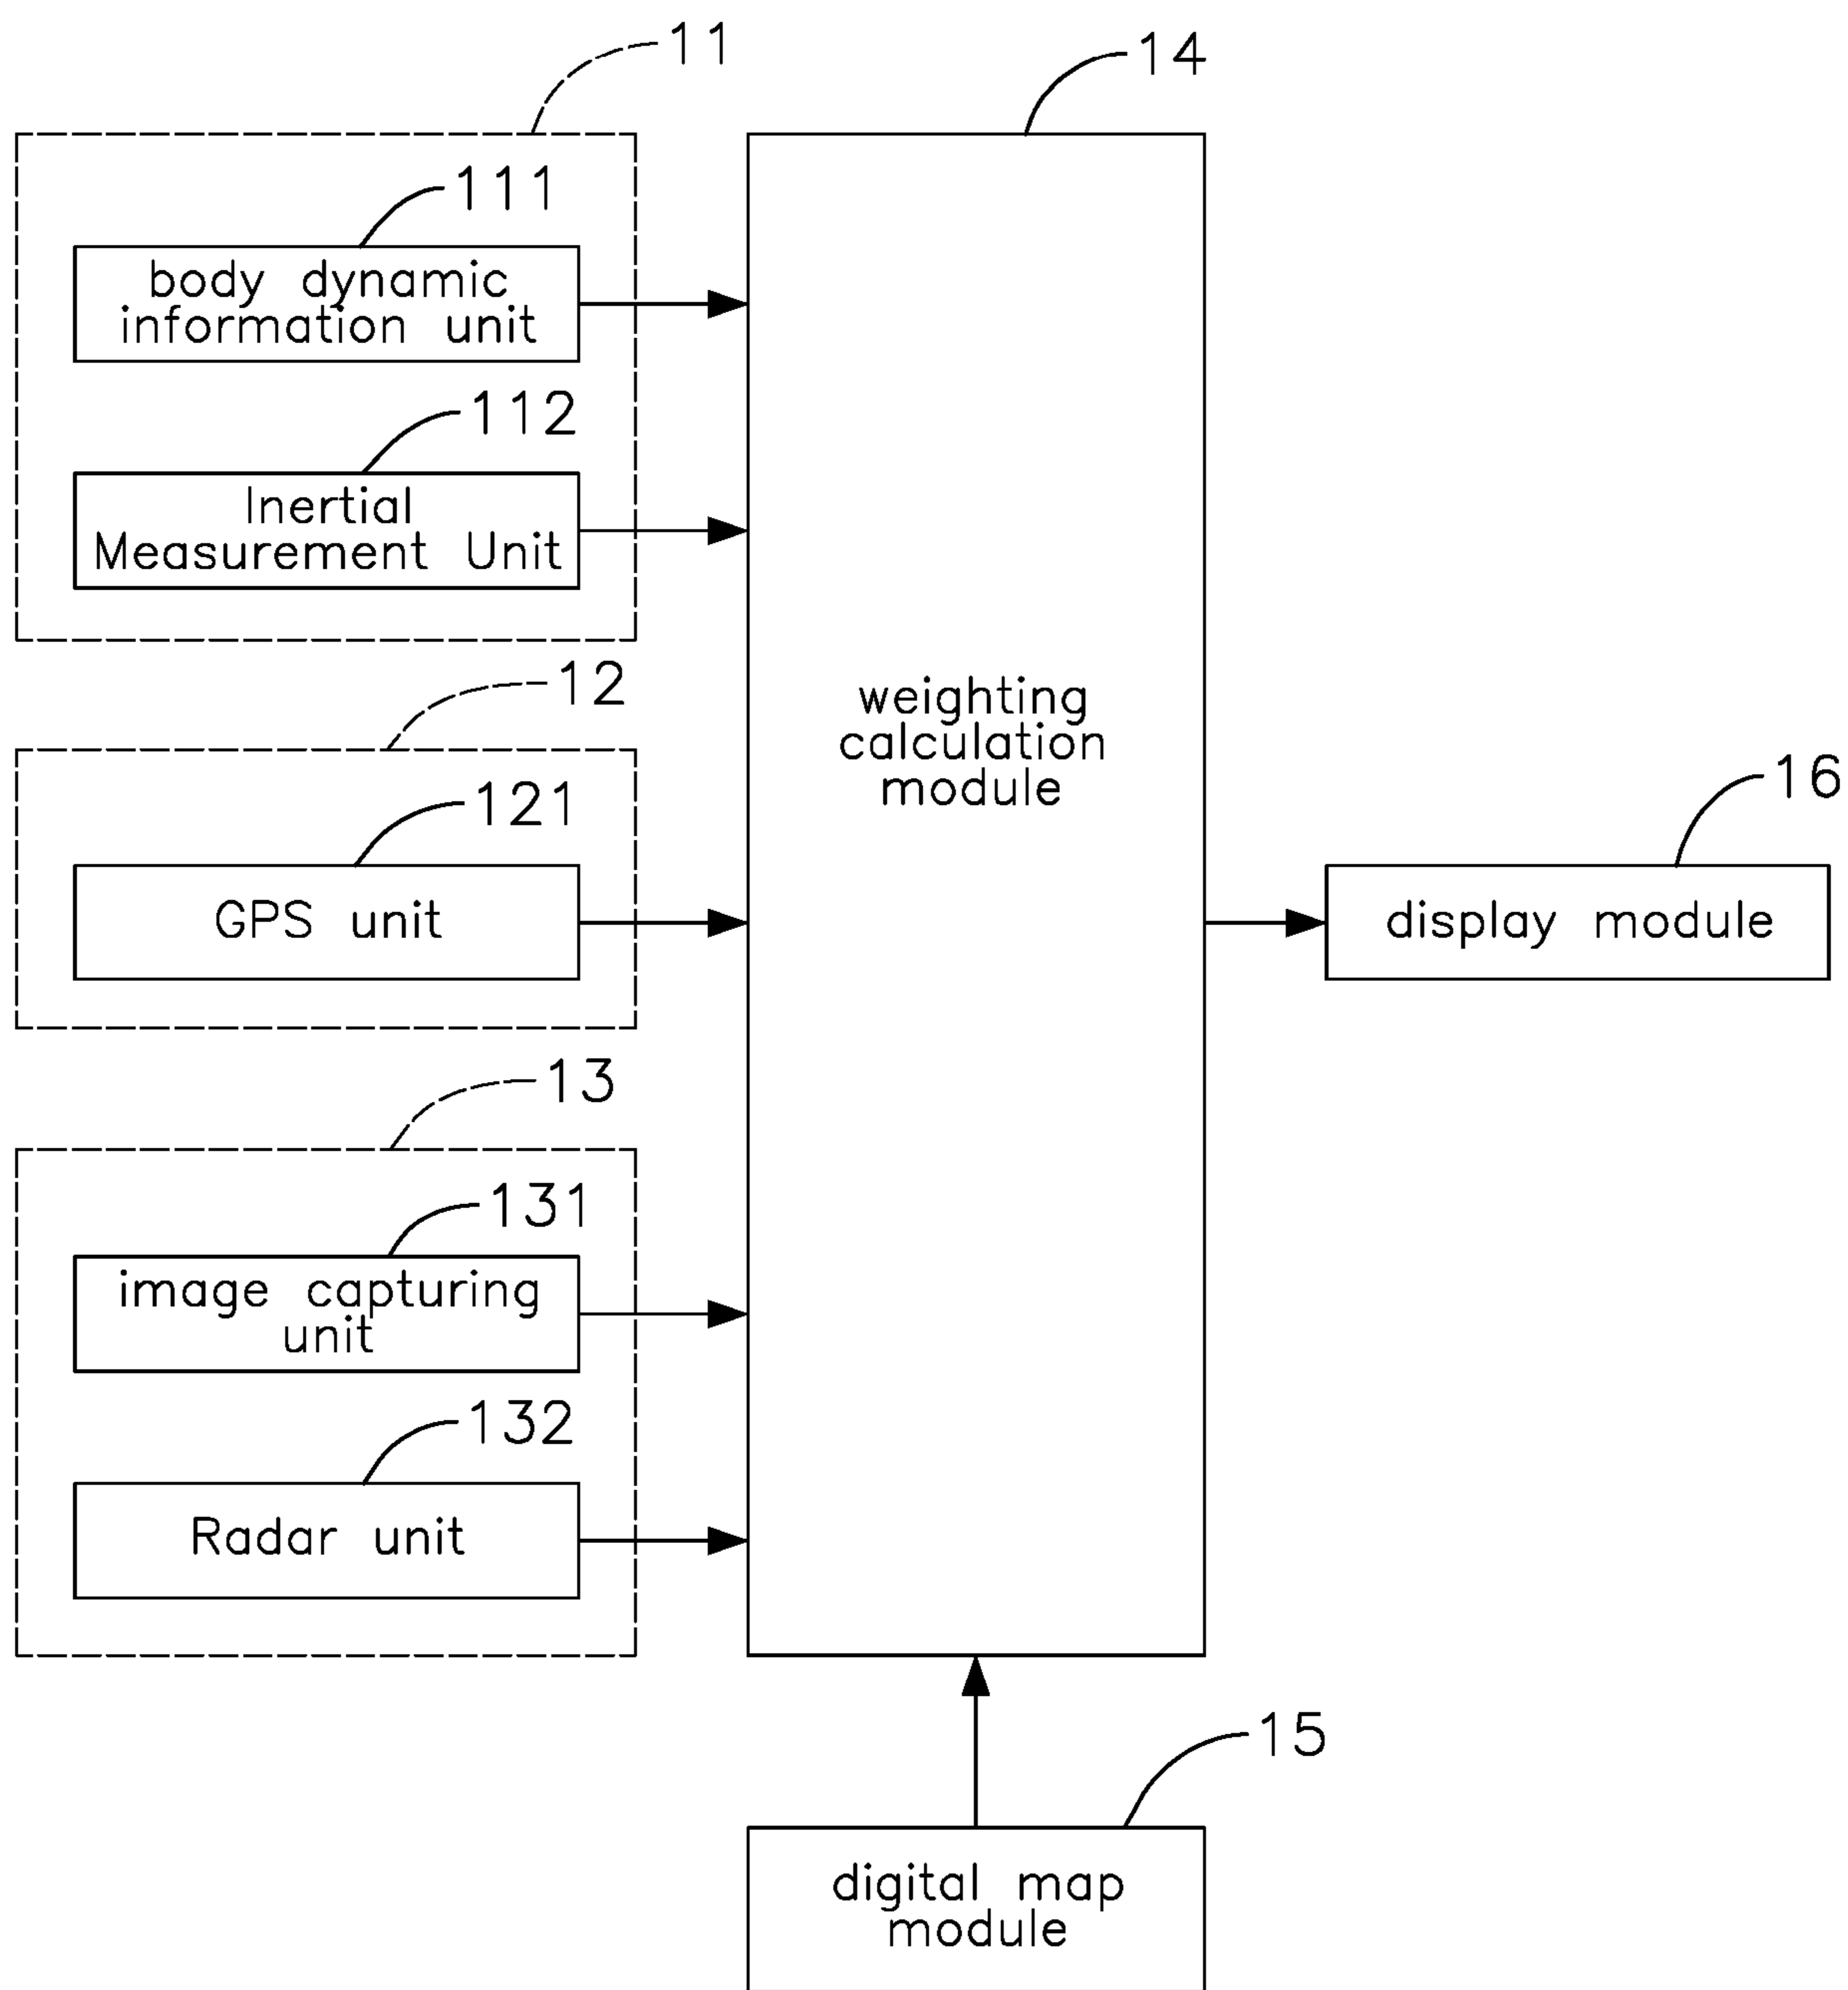 11
14
111
body dynamic
information unit
112
Inertial
Measurement Unit
12
weighting
calculation
module
121
16
GPS unit
display module
13
131
image capturing
unit
132
Radar unit
15
digital map
module